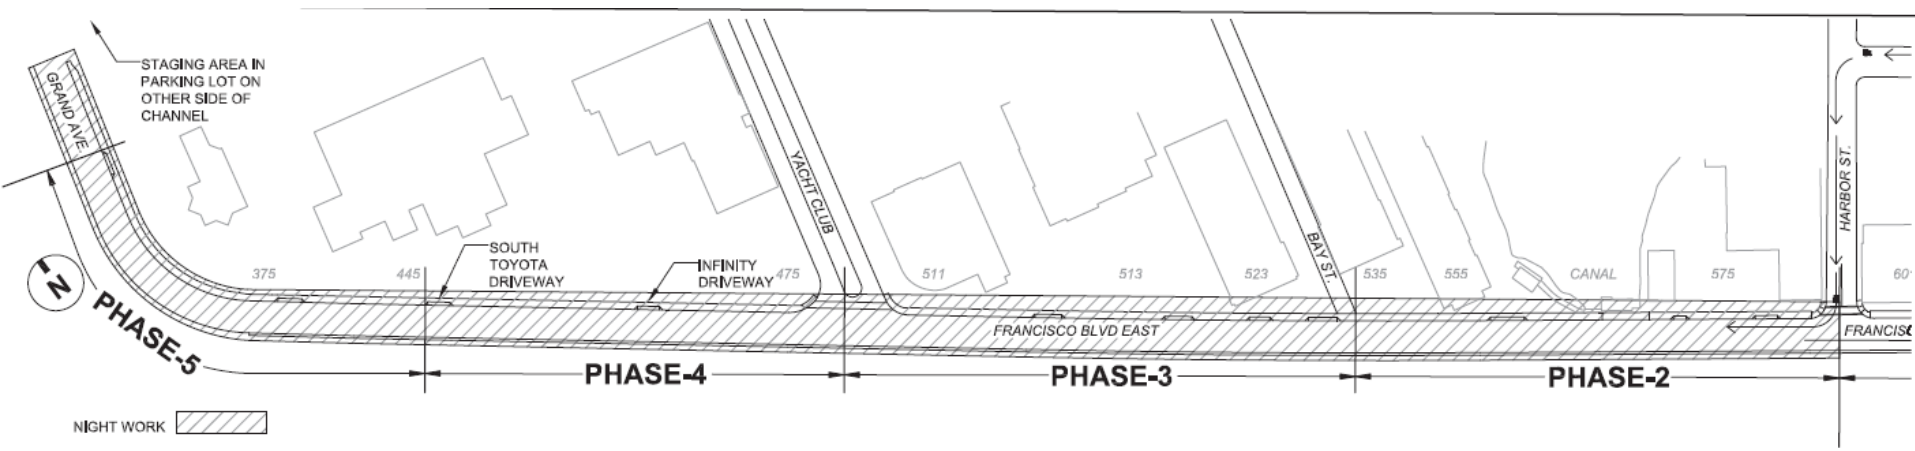 STAGING AREA IN
PARKING LOT ON
OTHER SIDE OF
CHANNEL
GRAND AVE.
YACHT CLUB
BAY ST.
HARBOR ST.
SOUTH
TOYOTA
DRIVEWAY
INFINITY
DRIVEWAY
375
445
475
511
513
523
535
555
CANAL
575
601
N
FRANCISCO BLVD EAST
FRANCISC
PHASE-5
PHASE-4
PHASE-3
PHASE-2
NIGHT WORK